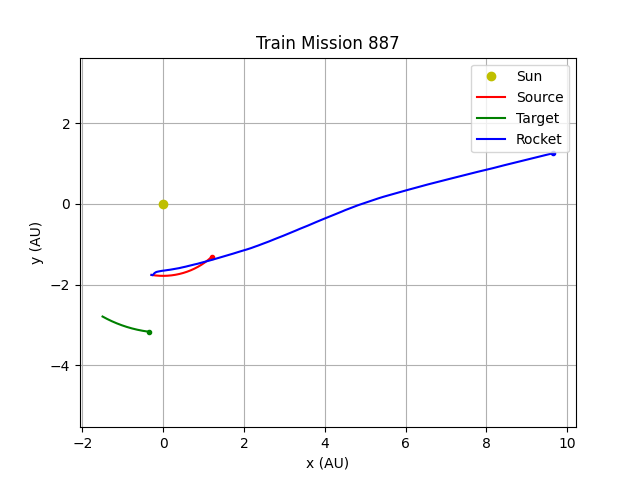 Train Mission 887
Sun
Source
Target
Rocket
2
0
−2
−4
y (AU)
−2
0
2
4
6
8
10
x (AU)